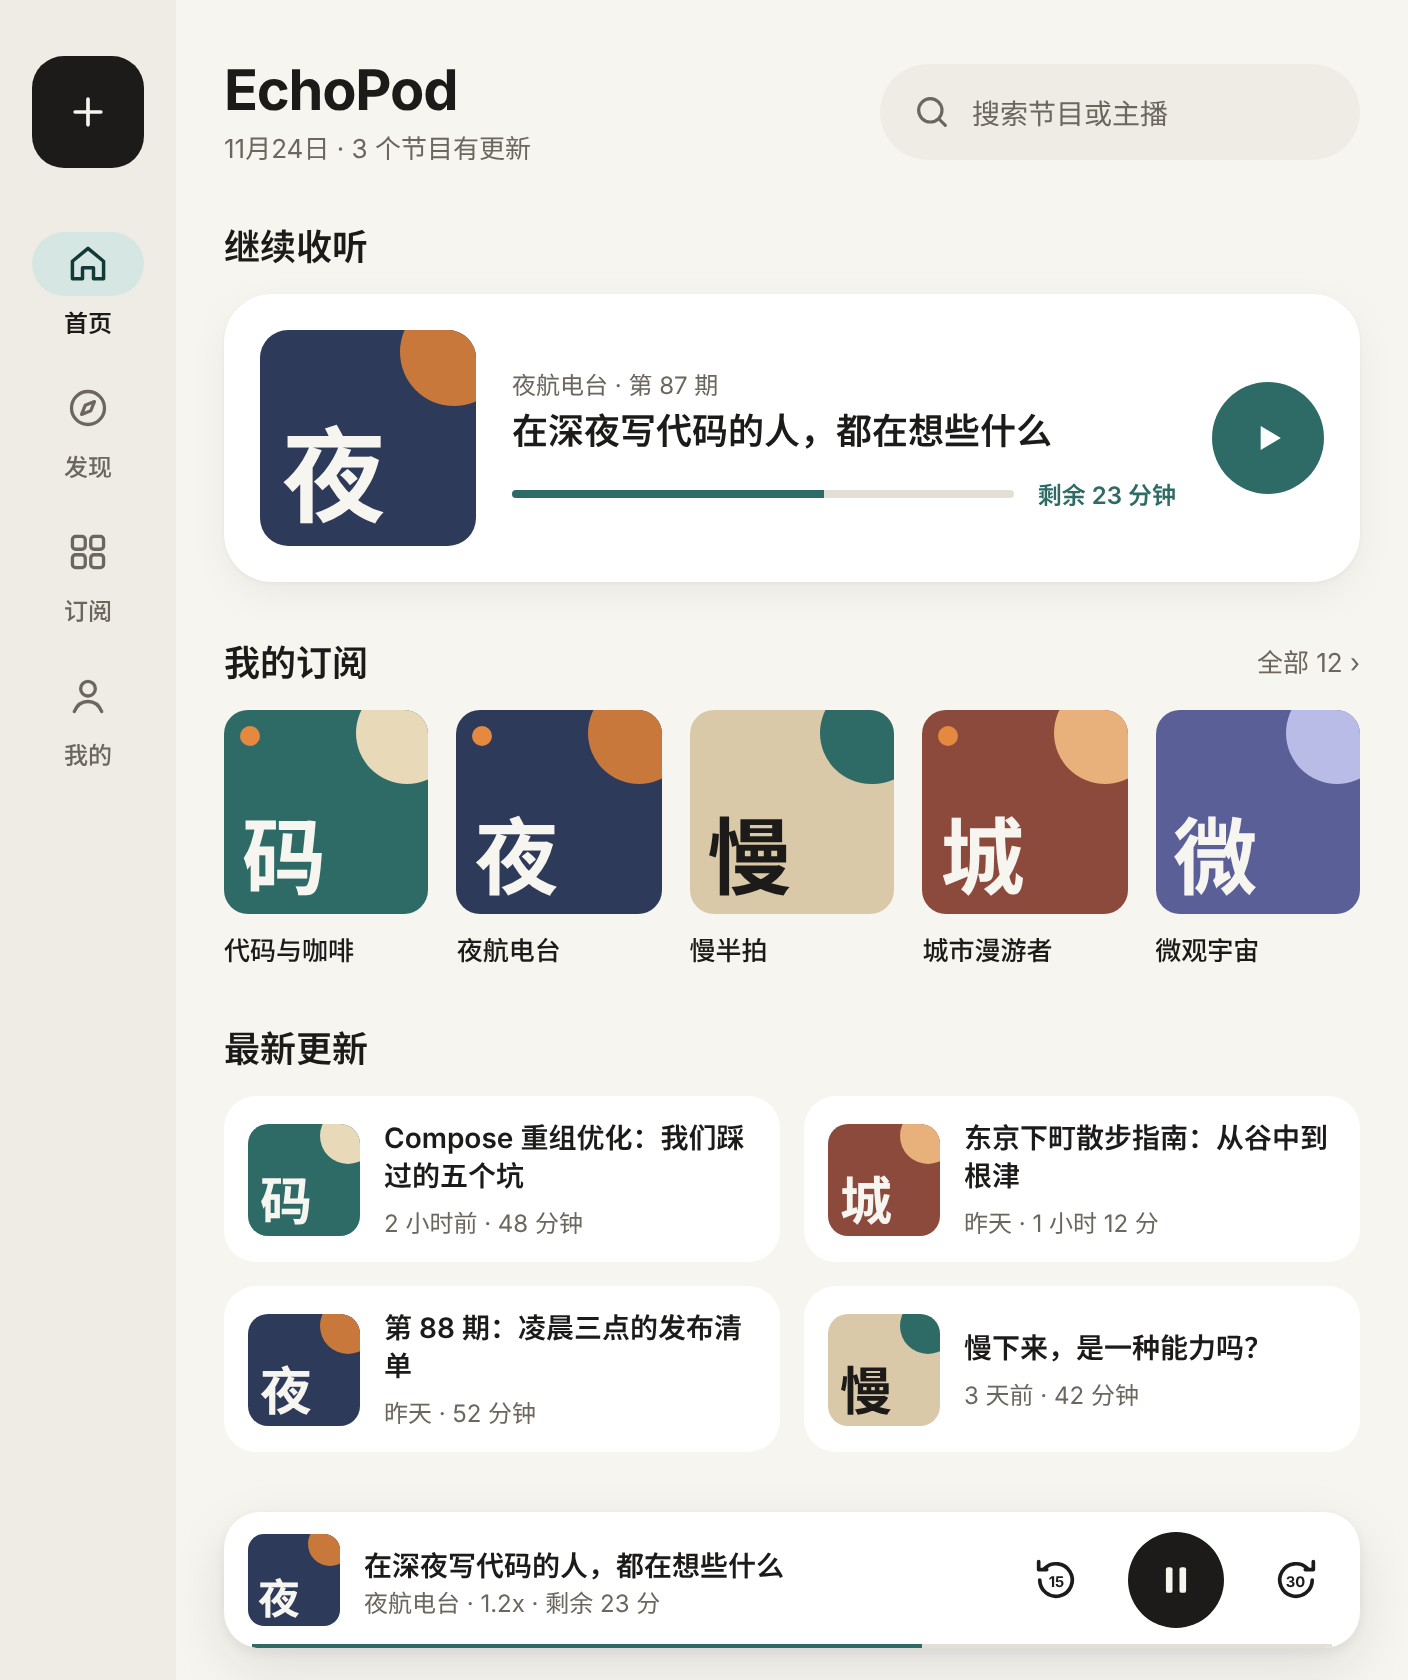 EchoPod
11月24日 · 3 个节目有更新
搜索节目或主播
首页
发现
订阅
我的
继续收听
夜
夜航电台 · 第 87 期
在深夜写代码的人，都在想些什么
剩余 23 分钟
我的订阅
全部 12 ›
码
夜
慢
城
微
代码与咖啡
夜航电台
慢半拍
城市漫游者
微观宇宙
最新更新
码
Compose 重组优化：我们踩
过的五个坑
2 小时前 · 48 分钟
城
东京下町散步指南：从谷中到
根津
昨天 · 1 小时 12 分
夜
第 88 期：凌晨三点的发布清
单
昨天 · 52 分钟
慢
慢下来，是一种能力吗？
3 天前 · 42 分钟
夜
在深夜写代码的人，都在想些什么
夜航电台 · 1.2x · 剩余 23 分
15
30